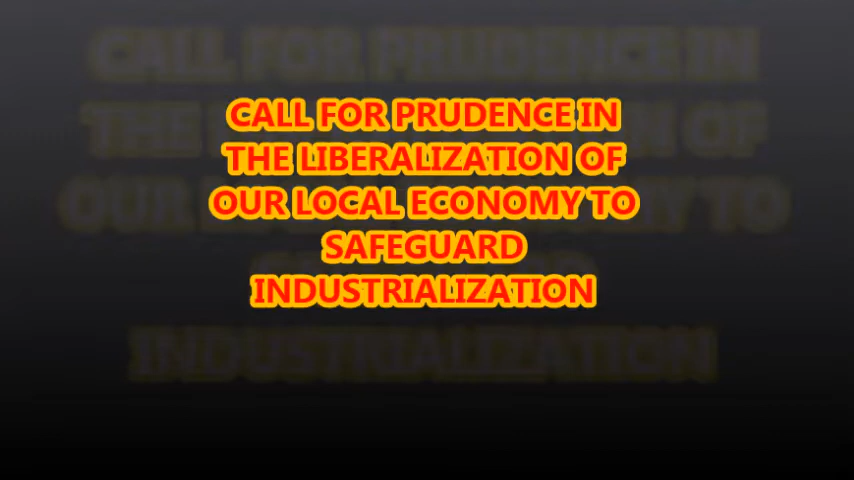 CALL FOR PRUDENCE IN
THE LIBERALIZATION OF
OUR LOCAL ECONOMY TO
SAFEGUARD
INDUSTRIALIZATION